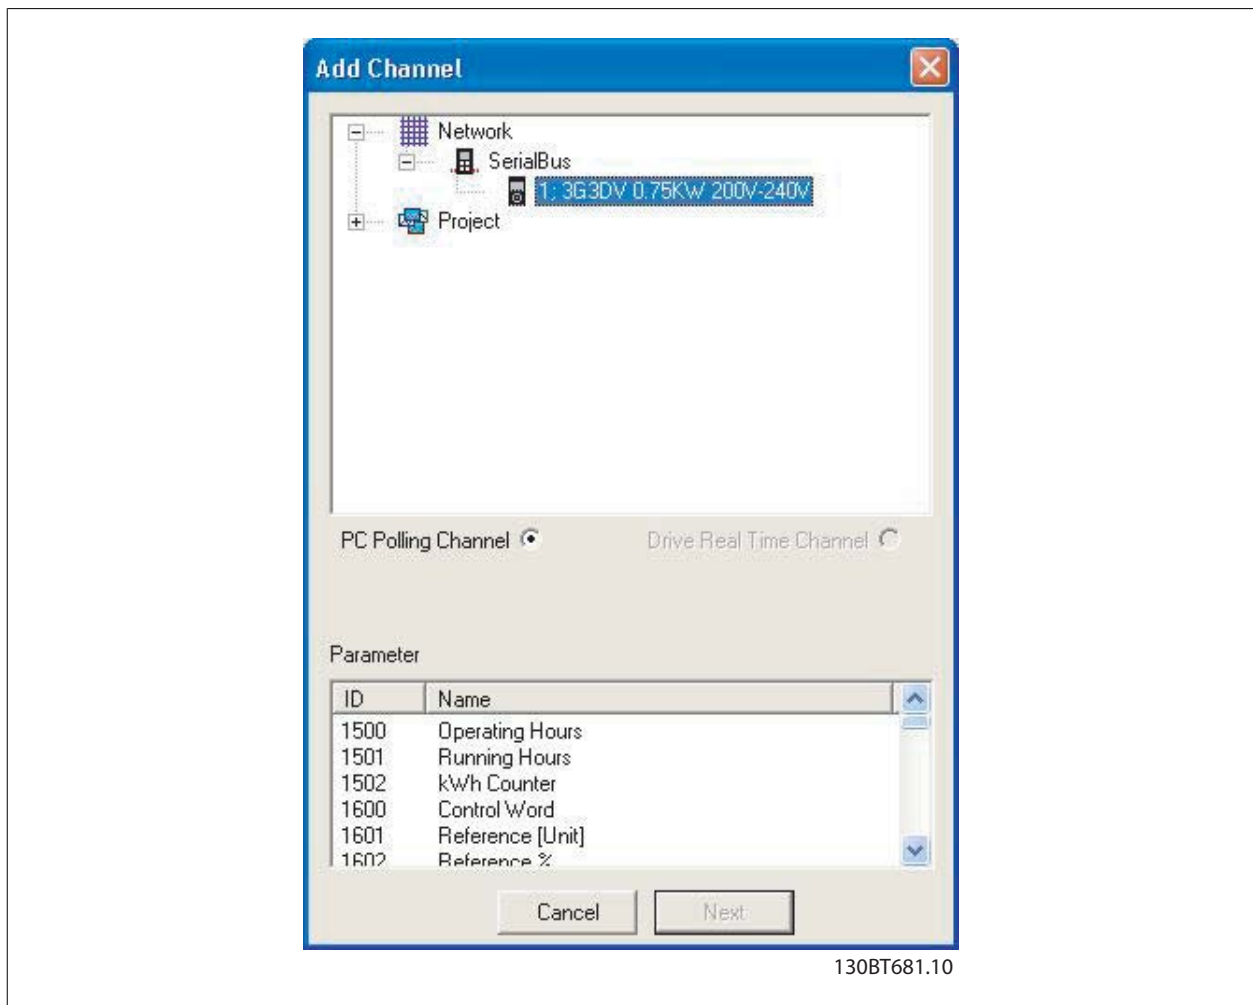 Add Channel
Network
SerialBus
1; 3G3DV 0.75KW 200V-240V
Project
PC Polling Channel
Drive Real Time Channel
Parameter
ID Name
1500 Operating Hours
1501 Running Hours
1502 kWh Counter
1600 Control Word
1601 Reference [Unit]
1602 Reference %
Cancel Next
130BT681.10